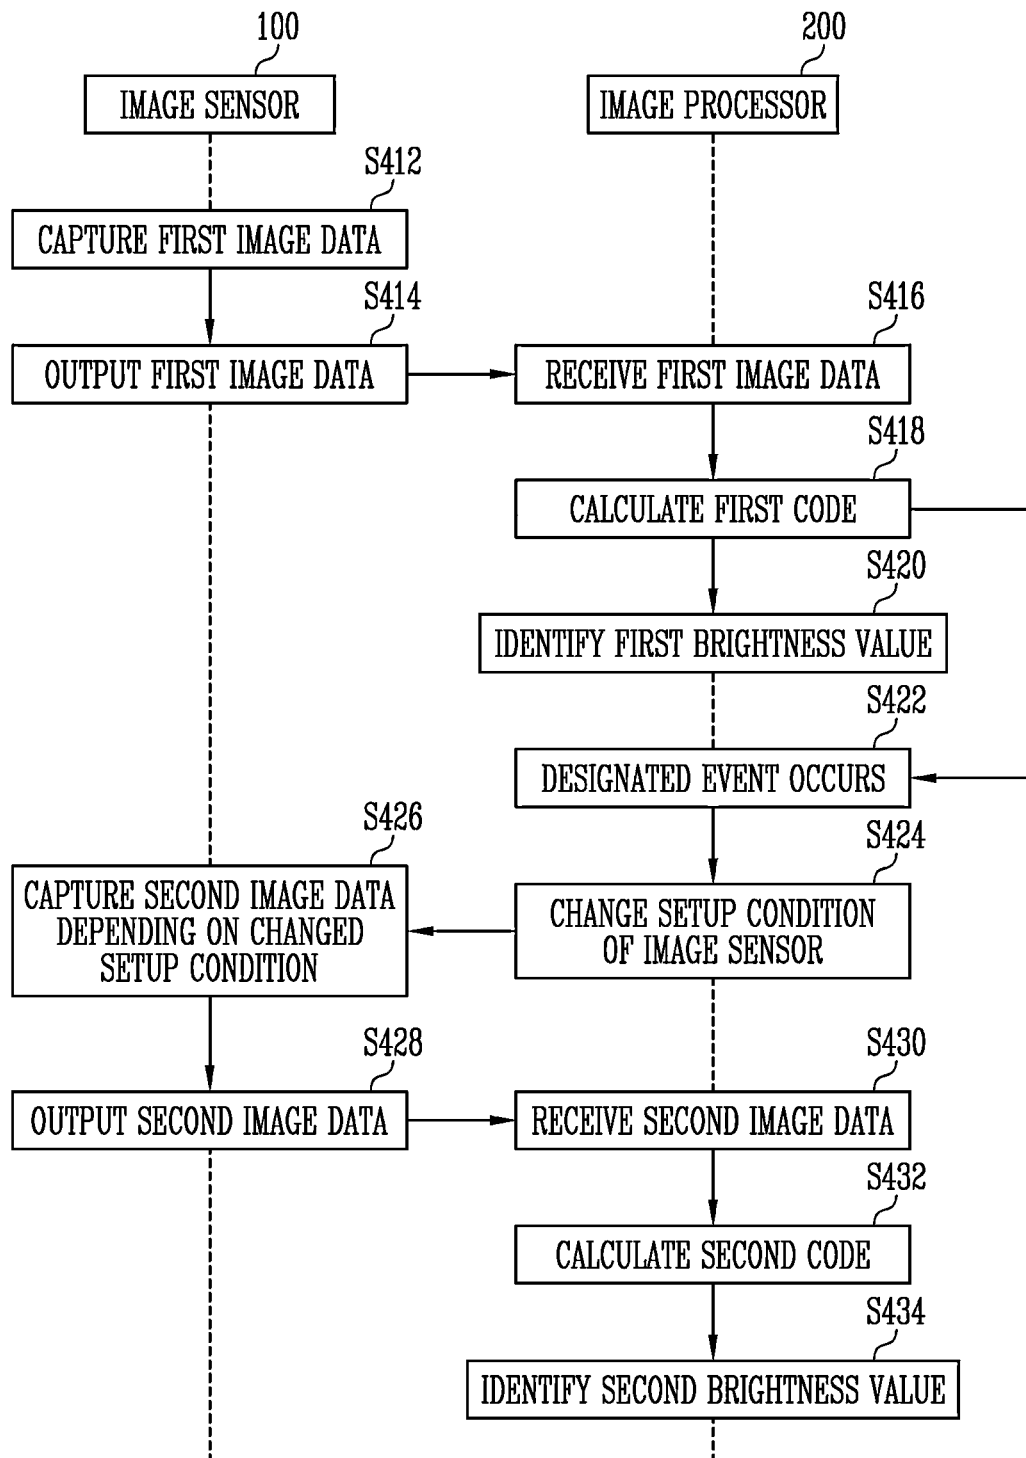 100
200
IMAGE SENSOR
IMAGE PROCESSOR
S412
CAPTURE FIRST IMAGE DATA
S414
S416
OUTPUT FIRST IMAGE DATA
RECEIVE FIRST IMAGE DATA
S418
CALCULATE FIRST CODE
S420
IDENTIFY FIRST BRIGHTNESS VALUE
S422
DESIGNATED EVENT OCCURS
S426
S424
CAPTURE SECOND IMAGE DATA
DEPENDING ON CHANGED
SETUP CONDITION
CHANGE SETUP CONDITION
OF IMAGE SENSOR
S428
S430
OUTPUT SECOND IMAGE DATA
RECEIVE SECOND IMAGE DATA
S432
CALCULATE SECOND CODE
S434
IDENTIFY SECOND BRIGHTNESS VALUE